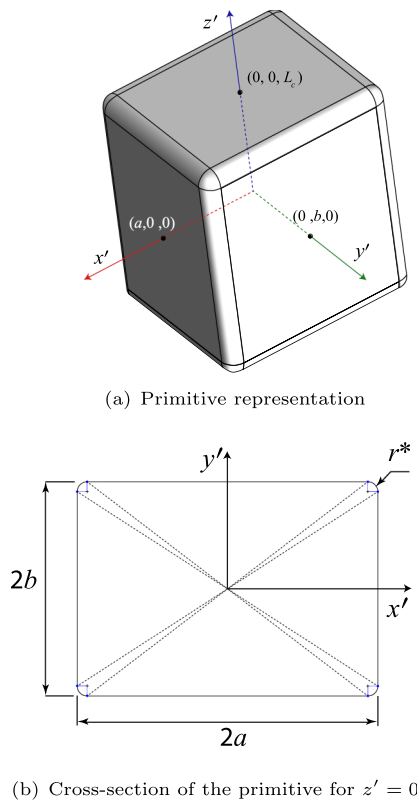 z′
(0, 0, L_c)
(a,0 ,0)
(0 ,b,0)
x′
y′
(a) Primitive representation
y′
r*
2b
x′
2a
(b) Cross-section of the primitive for z′ = 0